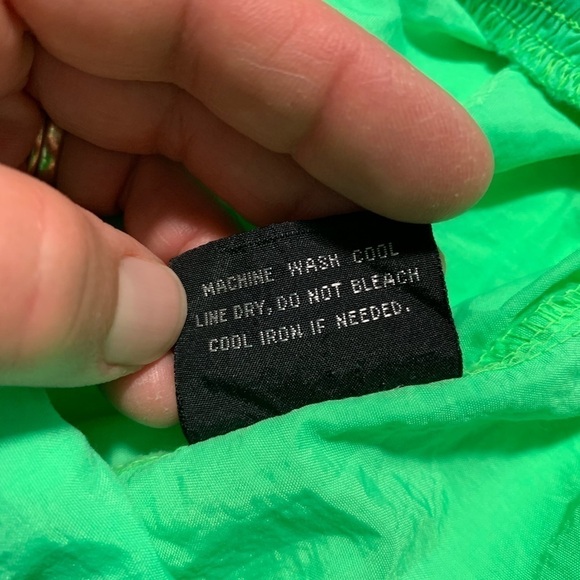 MACHINE WASH COOL
LINE DRY, DO NOT BLEACH
COOL IRON IF NEEDED.